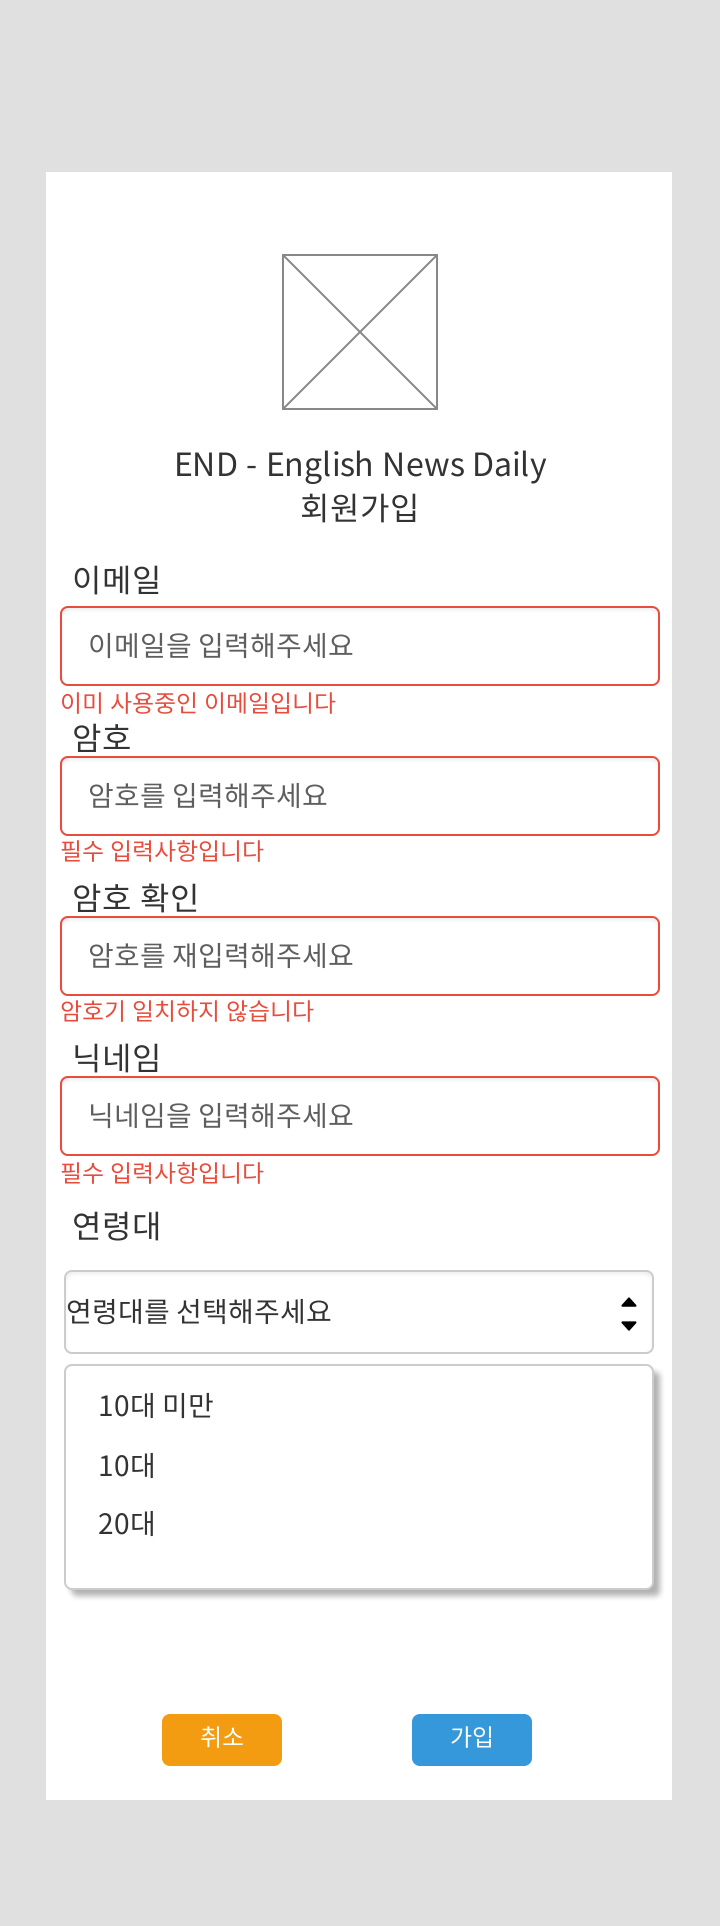 END - English News Daily
회원가입
이메일
이메일을 입력해주세요
이미 사용중인 이메일입니다
암호
암호를 입력해주세요
필수 입력사항입니다
암호 확인
암호를 재입력해주세요
암호기 일치하지 않습니다
닉네임
닉네임을 입력해주세요
필수 입력사항입니다
연령대
연령대를 선택해주세요
10대 미만
10대
20대
취소
가입